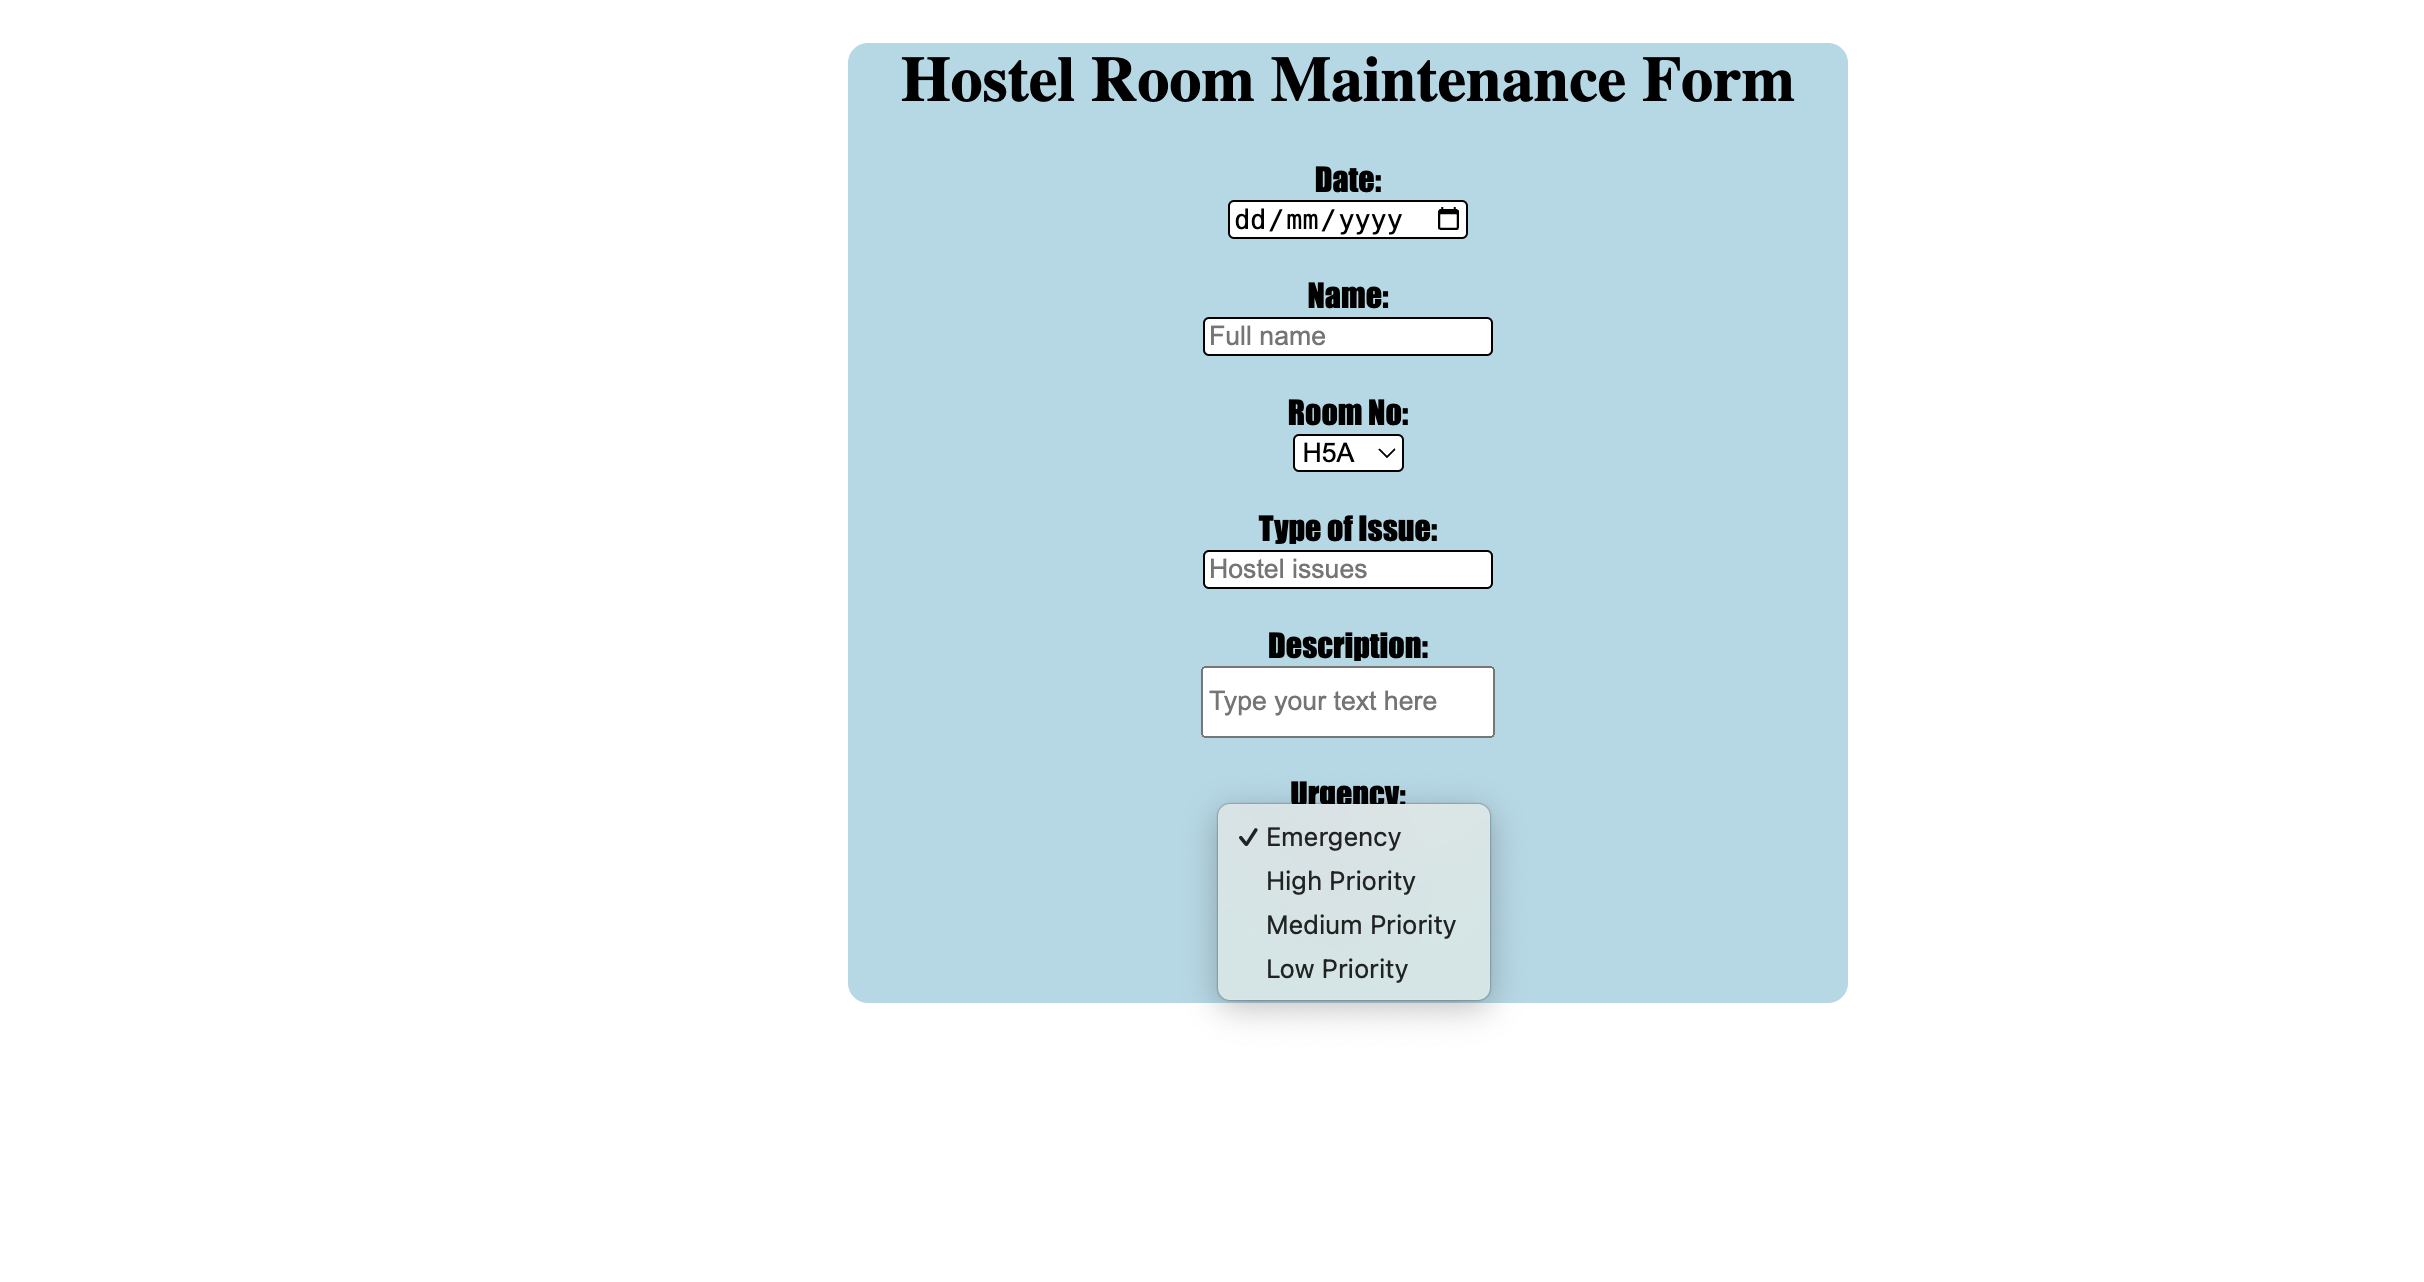 Hostel Room Maintenance Form
Date:
dd/mm/yyyy
Name:
Full name
Room No:
H5A
Type of Issue:
Hostel issues
Description:
Type your text here
Urgency:
Emergency
High Priority
Medium Priority
Low Priority